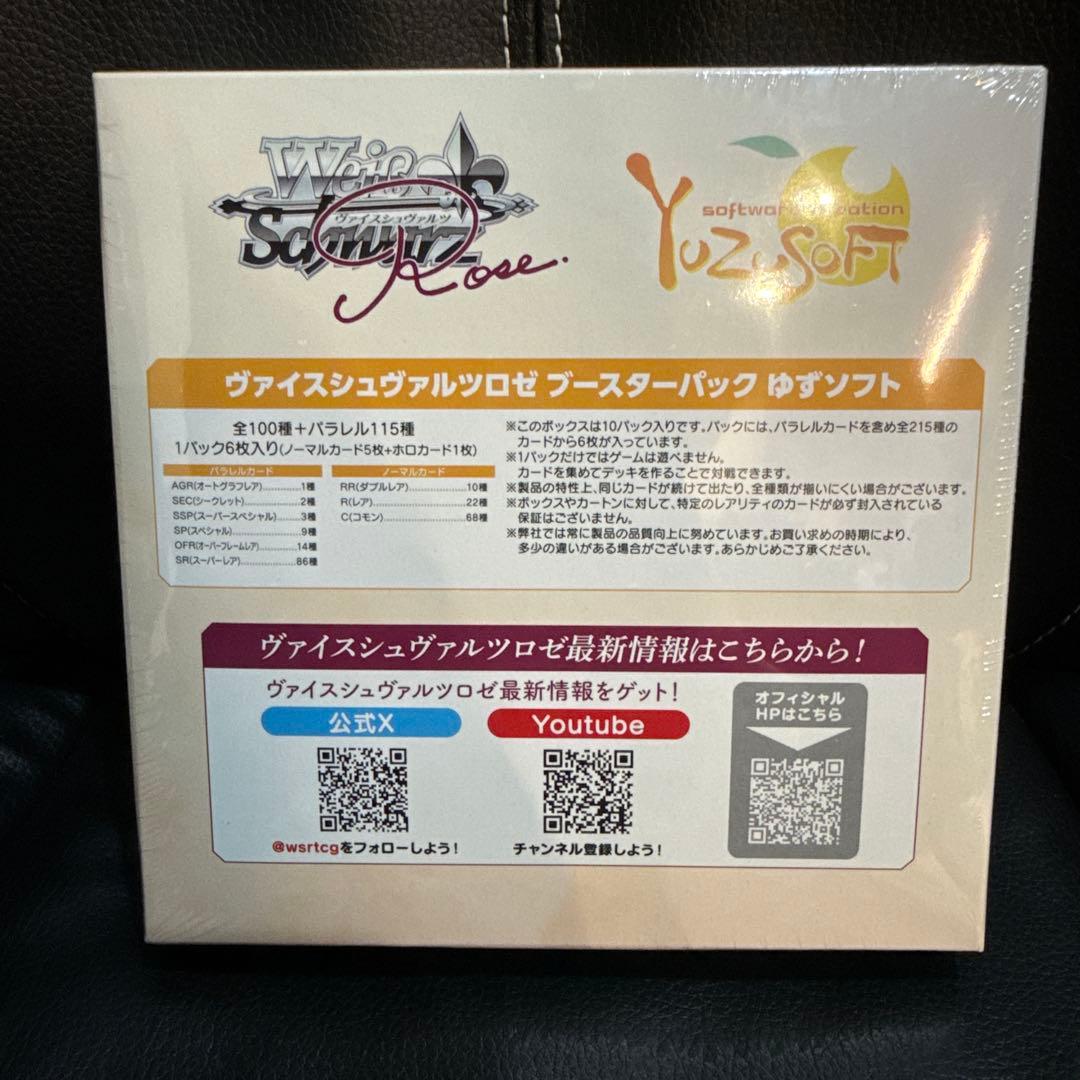 Weiß
ヴァイスシュヴァルツ
Schwarz
Rose.
software creation
YUZUSOFT
ヴァイスシュヴァルツロゼ ブースターパック ゆずソフト
全100種+パラレル115種
1パック6枚入り(ノーマルカード5枚+ホロカード1枚)
パラレルカード
AGR(オートグラフレア)..............1種
SEC(シークレット)..............2種
SSP(スーパースペシャル)..............3種
SP(スペシャル)..............9種
OFR(オーバーフレームレア)..............14種
SR(スーパーレア)..............86種
ノーマルカード
RR(ダブルレア)..............10種
R(レア)..............22種
C(コモン)..............68種
※このボックスは10パック入りです。パックには、パラレルカードを含め全215種の
カードから6枚が入っています。
※1パックだけではゲームは遊べません。
カードを集めてデッキを作ることで対戦できます。
※製品の特性上、同じカードが続けて出たり、全種類が揃いにくい場合がございます。
※ボックスやカートンに対して、特定のレアリティのカードが必ず封入されている
保証はございません。
※弊社では常に製品の品質向上に努めています。お買い求めの時期により、
多少の違いがある場合がございます。あらかじめご了承ください。
ヴァイスシュヴァルツロゼ最新情報はこちらから!
ヴァイスシュヴァルツロゼ最新情報をゲット!
公式X
@wsrtcgをフォローしよう!
Youtube
チャンネル登録しよう!
オフィシャル
HPはこちら